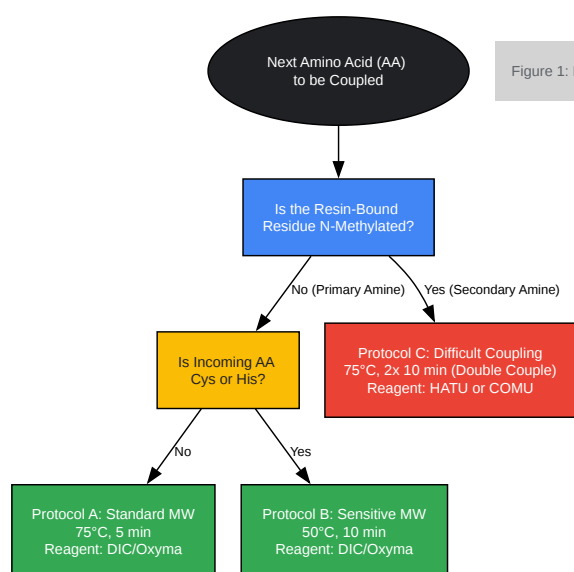 Next Amino Acid (AA)
to be Coupled
Figure 1:
Is the Resin-Bound
Residue N-Methylated?
No (Primary Amine)
Yes (Secondary Amine)
Is Incoming AA
Cys or His?
Protocol C: Difficult Coupling
75°C, 2x 10 min (Double Couple)
Reagent: HATU or COMU
No
Yes
Protocol A: Standard MW
75°C, 5 min
Reagent: DIC/Oxyma
Protocol B: Sensitive MW
50°C, 10 min
Reagent: DIC/Oxyma